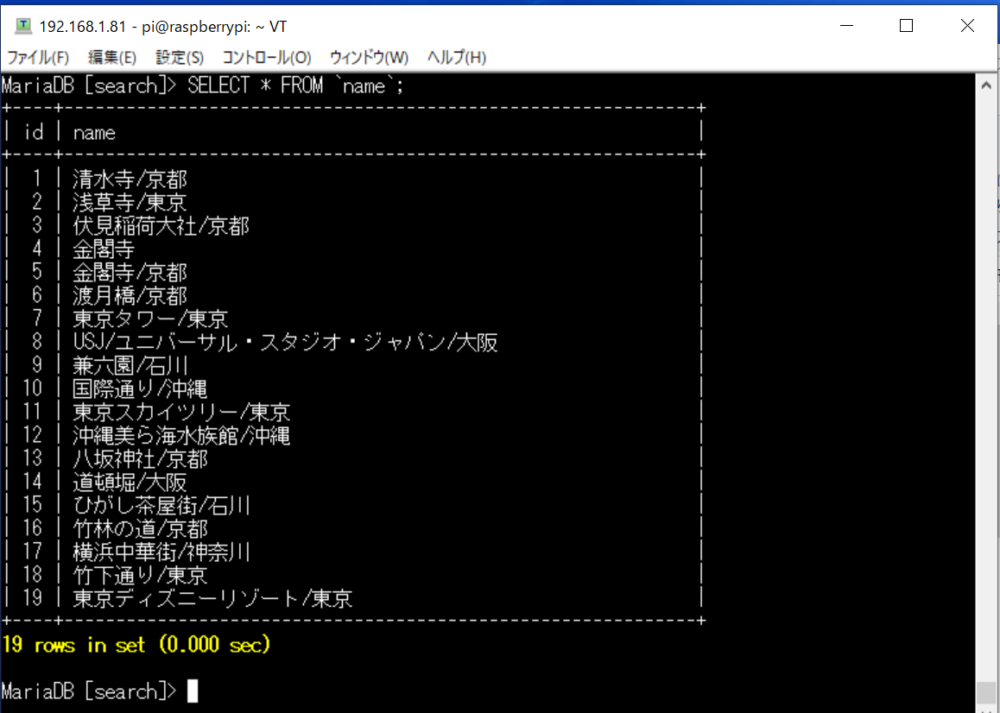 192.168.1.81 - pi@raspberrypi: ~ VT
ファイル(F) 編集(E) 設定(S) コントロール(O) ウィンドウ(W) ヘルプ(H)
MariaDB [search]> SELECT * FROM `name`;
+----+-------------------------------------------------------------+
| id | name |
+----+-------------------------------------------------------------+
| 1 | 清水寺/京都 |
| 2 | 浅草寺/東京 |
| 3 | 伏見稲荷大社/京都 |
| 4 | 金閣寺 |
| 5 | 金閣寺/京都 |
| 6 | 渡月橋/京都 |
| 7 | 東京タワー/東京 |
| 8 | USJ/ユニバーサル・スタジオ・ジャパン/大阪 |
| 9 | 兼六園/石川 |
| 10 | 国際通り/沖縄 |
| 11 | 東京スカイツリー/東京 |
| 12 | 沖縄美ら海水族館/沖縄 |
| 13 | 八坂神社/京都 |
| 14 | 道頓堀/大阪 |
| 15 | ひがし茶屋街/石川 |
| 16 | 竹林の道/京都 |
| 17 | 横浜中華街/神奈川 |
| 18 | 竹下通り/東京 |
| 19 | 東京ディズニーリゾート/東京 |
+----+-------------------------------------------------------------+
19 rows in set (0.000 sec)
MariaDB [search]>